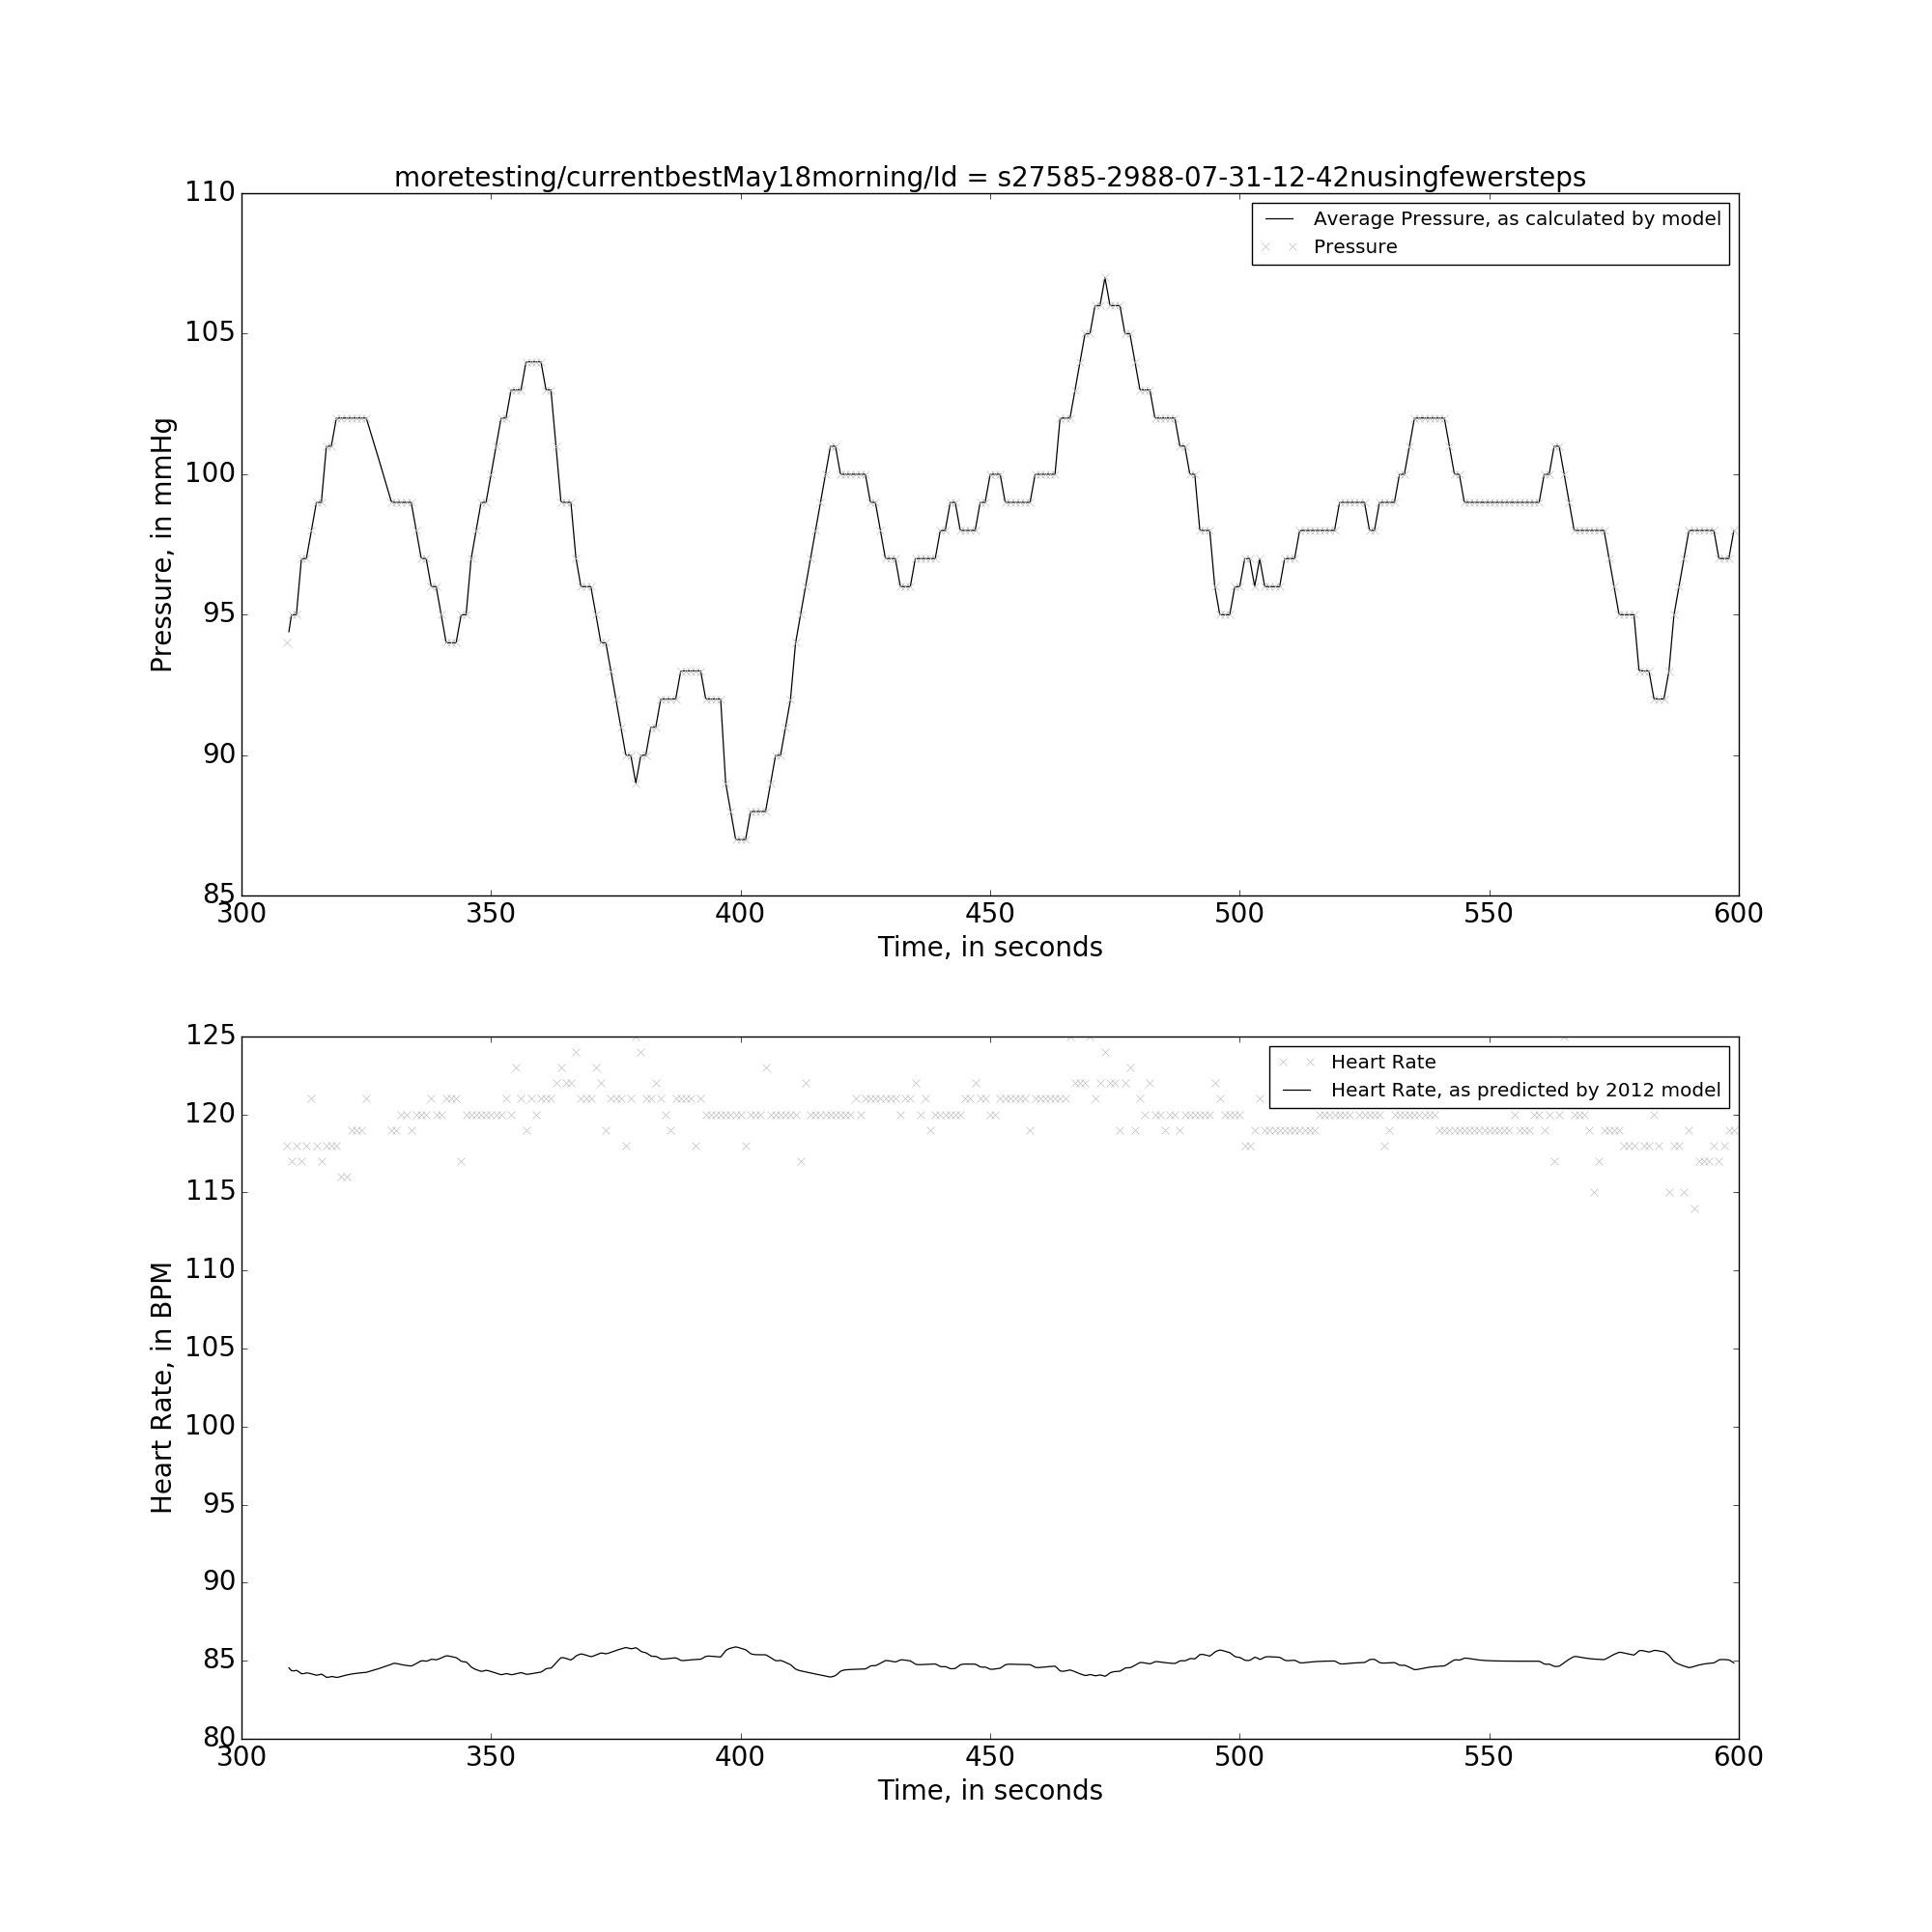 moretesting/currentbestMay18morning/Id = s27585-2988-07-31-12-42nusingfewersteps
110
105
100
95
90
85
Pressure, in mmHg
Average Pressure, as calculated by model
Pressure
300 350 400 450 500 550 600
Time, in seconds
125
120
115
110
105
100
95
90
85
80
Heart Rate, in BPM
Heart Rate
Heart Rate, as predicted by 2012 model
300 350 400 450 500 550 600
Time, in seconds